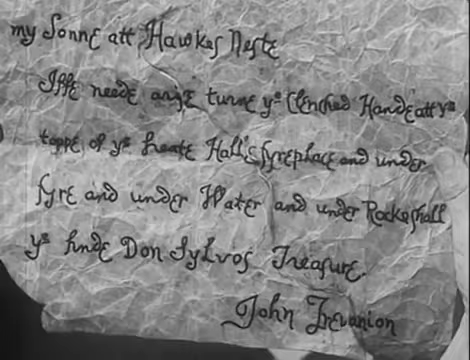 my Sonne att Hawkes Neste
Iffe neede arise turne yᵉ Clenched Hande att yᵉ
toppe of yᵉ Greate Hall's fyreplace and under
fyre and under Water and under Rocke shall
yᵉ finde Don Sylvos Treasure.
John Trevanion